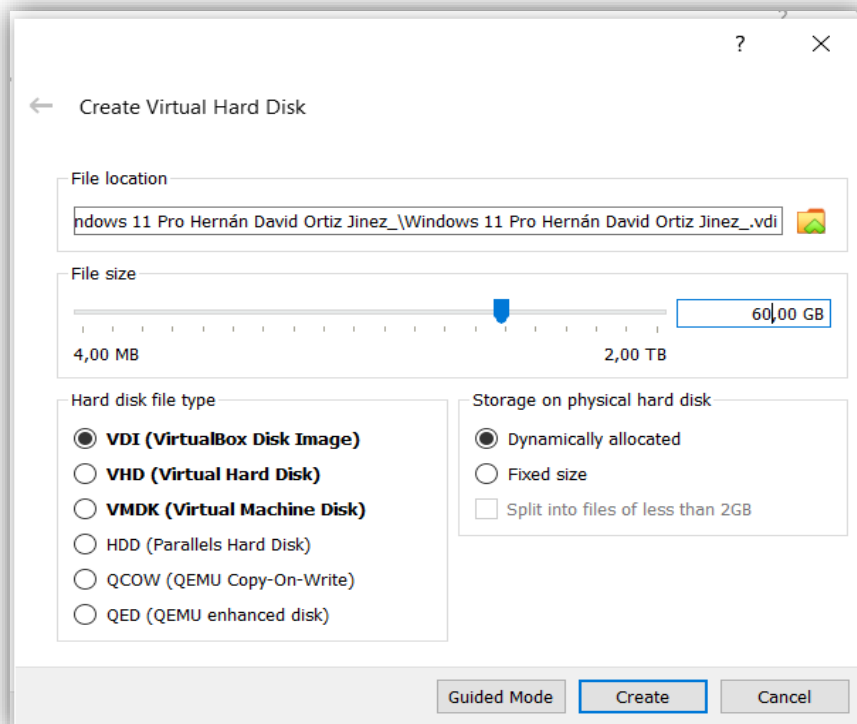 ?
Create Virtual Hard Disk
File location
ndows 11 Pro Hernán David Ortiz Jinez_\Windows 11 Pro Hernán David Ortiz Jinez_.vdi
File size
60,00 GB
4,00 MB
2,00 TB
Hard disk file type
VDI (VirtualBox Disk Image)
VHD (Virtual Hard Disk)
VMDK (Virtual Machine Disk)
HDD (Parallels Hard Disk)
QCOW (QEMU Copy-On-Write)
QED (QEMU enhanced disk)
Storage on physical hard disk
Dynamically allocated
Fixed size
Split into files of less than 2GB
Guided Mode
Create
Cancel